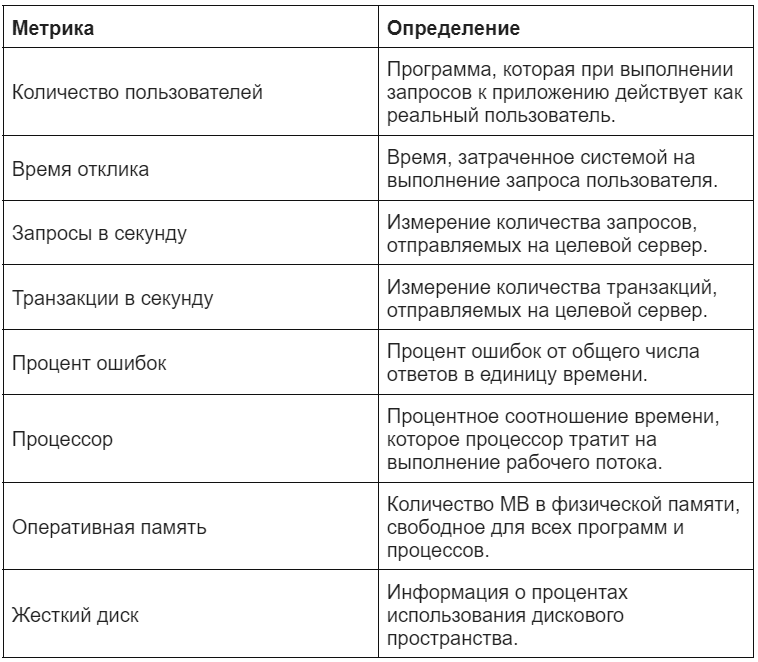 Метрика
Определение
Количество пользователей
Программа, которая при выполнении
запросов к приложению действует как
реальный пользователь.
Время отклика
Время, затраченное системой на
выполнение запроса пользователя.
Запросы в секунду
Измерение количества запросов,
отправляемых на целевой сервер.
Транзакции в секунду
Измерение количества транзакций,
отправляемых на целевой сервер.
Процент ошибок
Процент ошибок от общего числа
ответов в единицу времени.
Процессор
Процентное соотношение времени,
которое процессор тратит на
выполнение рабочего потока.
Оперативная память
Количество МВ в физической памяти,
свободное для всех программ и
процессов.
Жесткий диск
Информация о процентах
использования дискового
пространства.